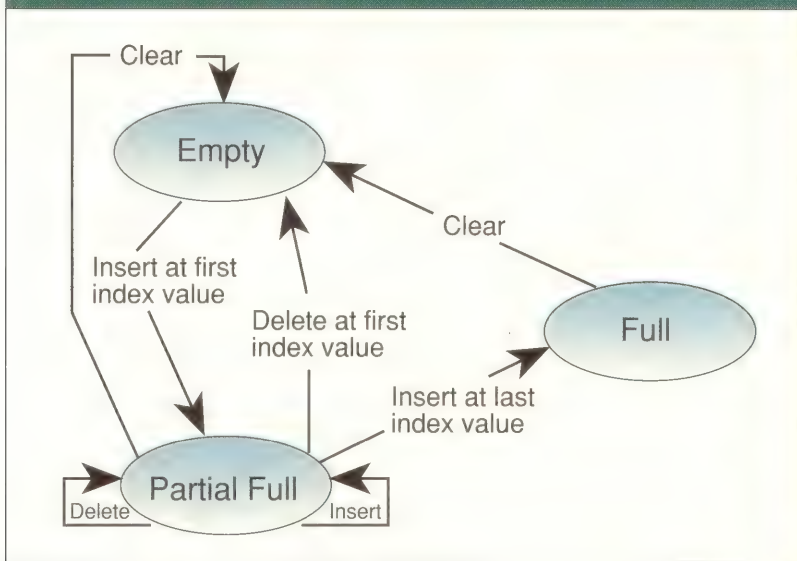 Clear
Empty
Clear
Insert at first
index value
Delete at first
index value
Full
Insert at last
index value
Partial Full
Delete
Insert